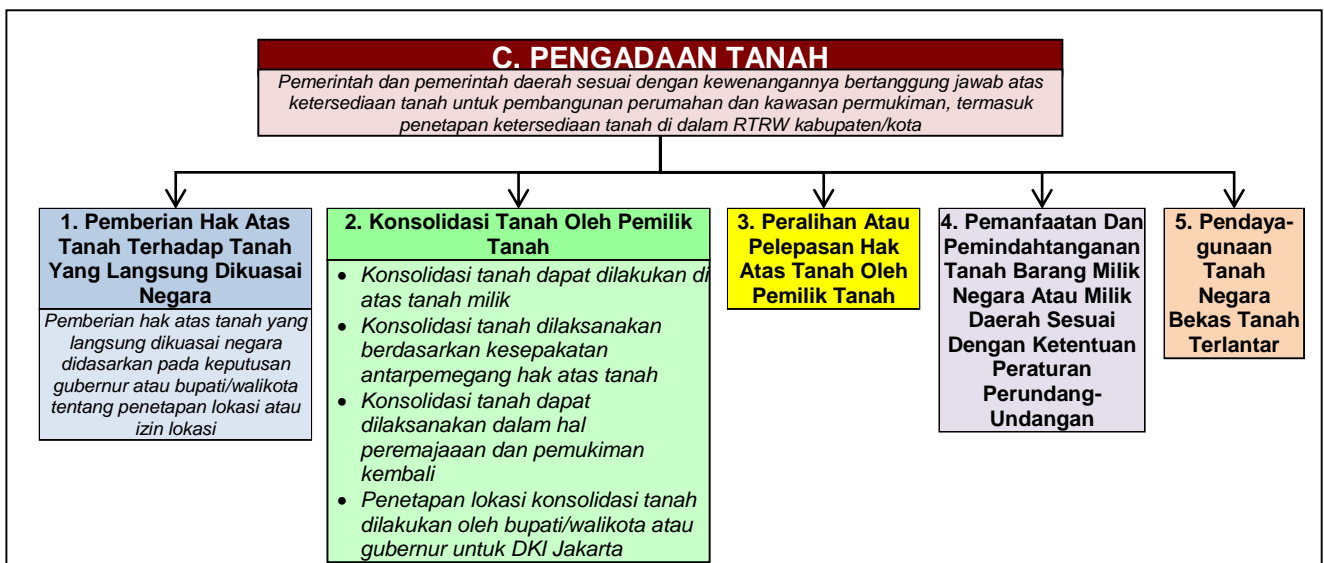 C. PENGADAAN TANAH
Pemerintah dan pemerintah daerah sesuai dengan kewenangannya bertanggung jawab atas
ketersediaan tanah untuk pembangunan perumahan dan kawasan permukiman, termasuk
penetapan ketersediaan tanah di dalam RTRW kabupaten/kota
1. Pemberian Hak Atas
Tanah Terhadap Tanah
Yang Langsung Dikuasai
Negara
Pemberian hak atas tanah yang
langsung dikuasai negara
didasarkan pada keputusan
gubernur atau bupati/walikota
tentang penetapan lokasi atau
izin lokasi
2. Konsolidasi Tanah Oleh Pemilik
Tanah
• Konsolidasi tanah dapat dilakukan di
atas tanah milik
• Konsolidasi tanah dilaksanakan
berdasarkan kesepakatan
antarpemegang hak atas tanah
• Konsolidasi tanah dapat
dilaksanakan dalam hal
peremajaaan dan pemukiman
kembali
• Penetapan lokasi konsolidasi tanah
dilakukan oleh bupati/walikota atau
gubernur untuk DKI Jakarta
3. Peralihan Atau
Pelepasan Hak
Atas Tanah Oleh
Pemilik Tanah
4. Pemanfaatan Dan
Pemindahtanganan
Tanah Barang Milik
Negara Atau Milik
Daerah Sesuai
Dengan Ketentuan
Peraturan
Perundang-
Undangan
5. Pendaya-
gunaan
Tanah
Negara
Bekas Tanah
Terlantar